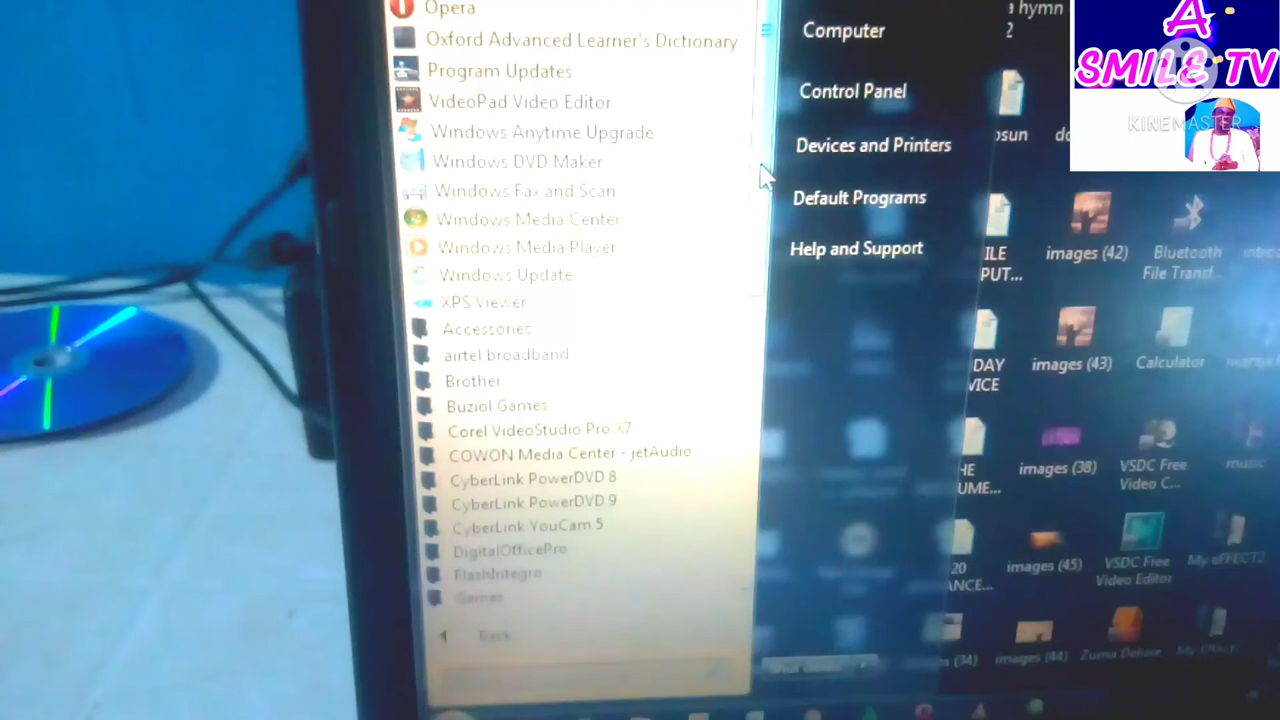 Opera
Oxford Advanced Learner's Dictionary
Program Updates
VideoPad Video Editor
Windows Anytime Upgrade
Windows DVD Maker
Windows Fax and Scan
Windows Media Center
Windows Media Player
Windows Update
XPS Viewer
Accessories
airtel broadband
Brother
Buziol Games
Corel VideoStudio Pro X7
COWON Media Center - jetAudio
CyberLink PowerDVD 8
CyberLink PowerDVD 9
CyberLink YouCam 5
DigitalOfficePro
FlashIntegro
Games
Back
Computer
Control Panel
Devices and Printers
Default Programs
Help and Support
a hymn
2
osun
ILE
PUT...
images (42)
Bluetooth
File Transf...
DAY
VICE
images (43)
Calculator
HE
UME...
images (38)
VSDC Free
Video C...
20
ANCE...
images (45)
VSDC Free
Video Editor
My eFFECT2
(34)
images (44)
Zuma Deluxe
A
SMILE TV
KINEMASTER